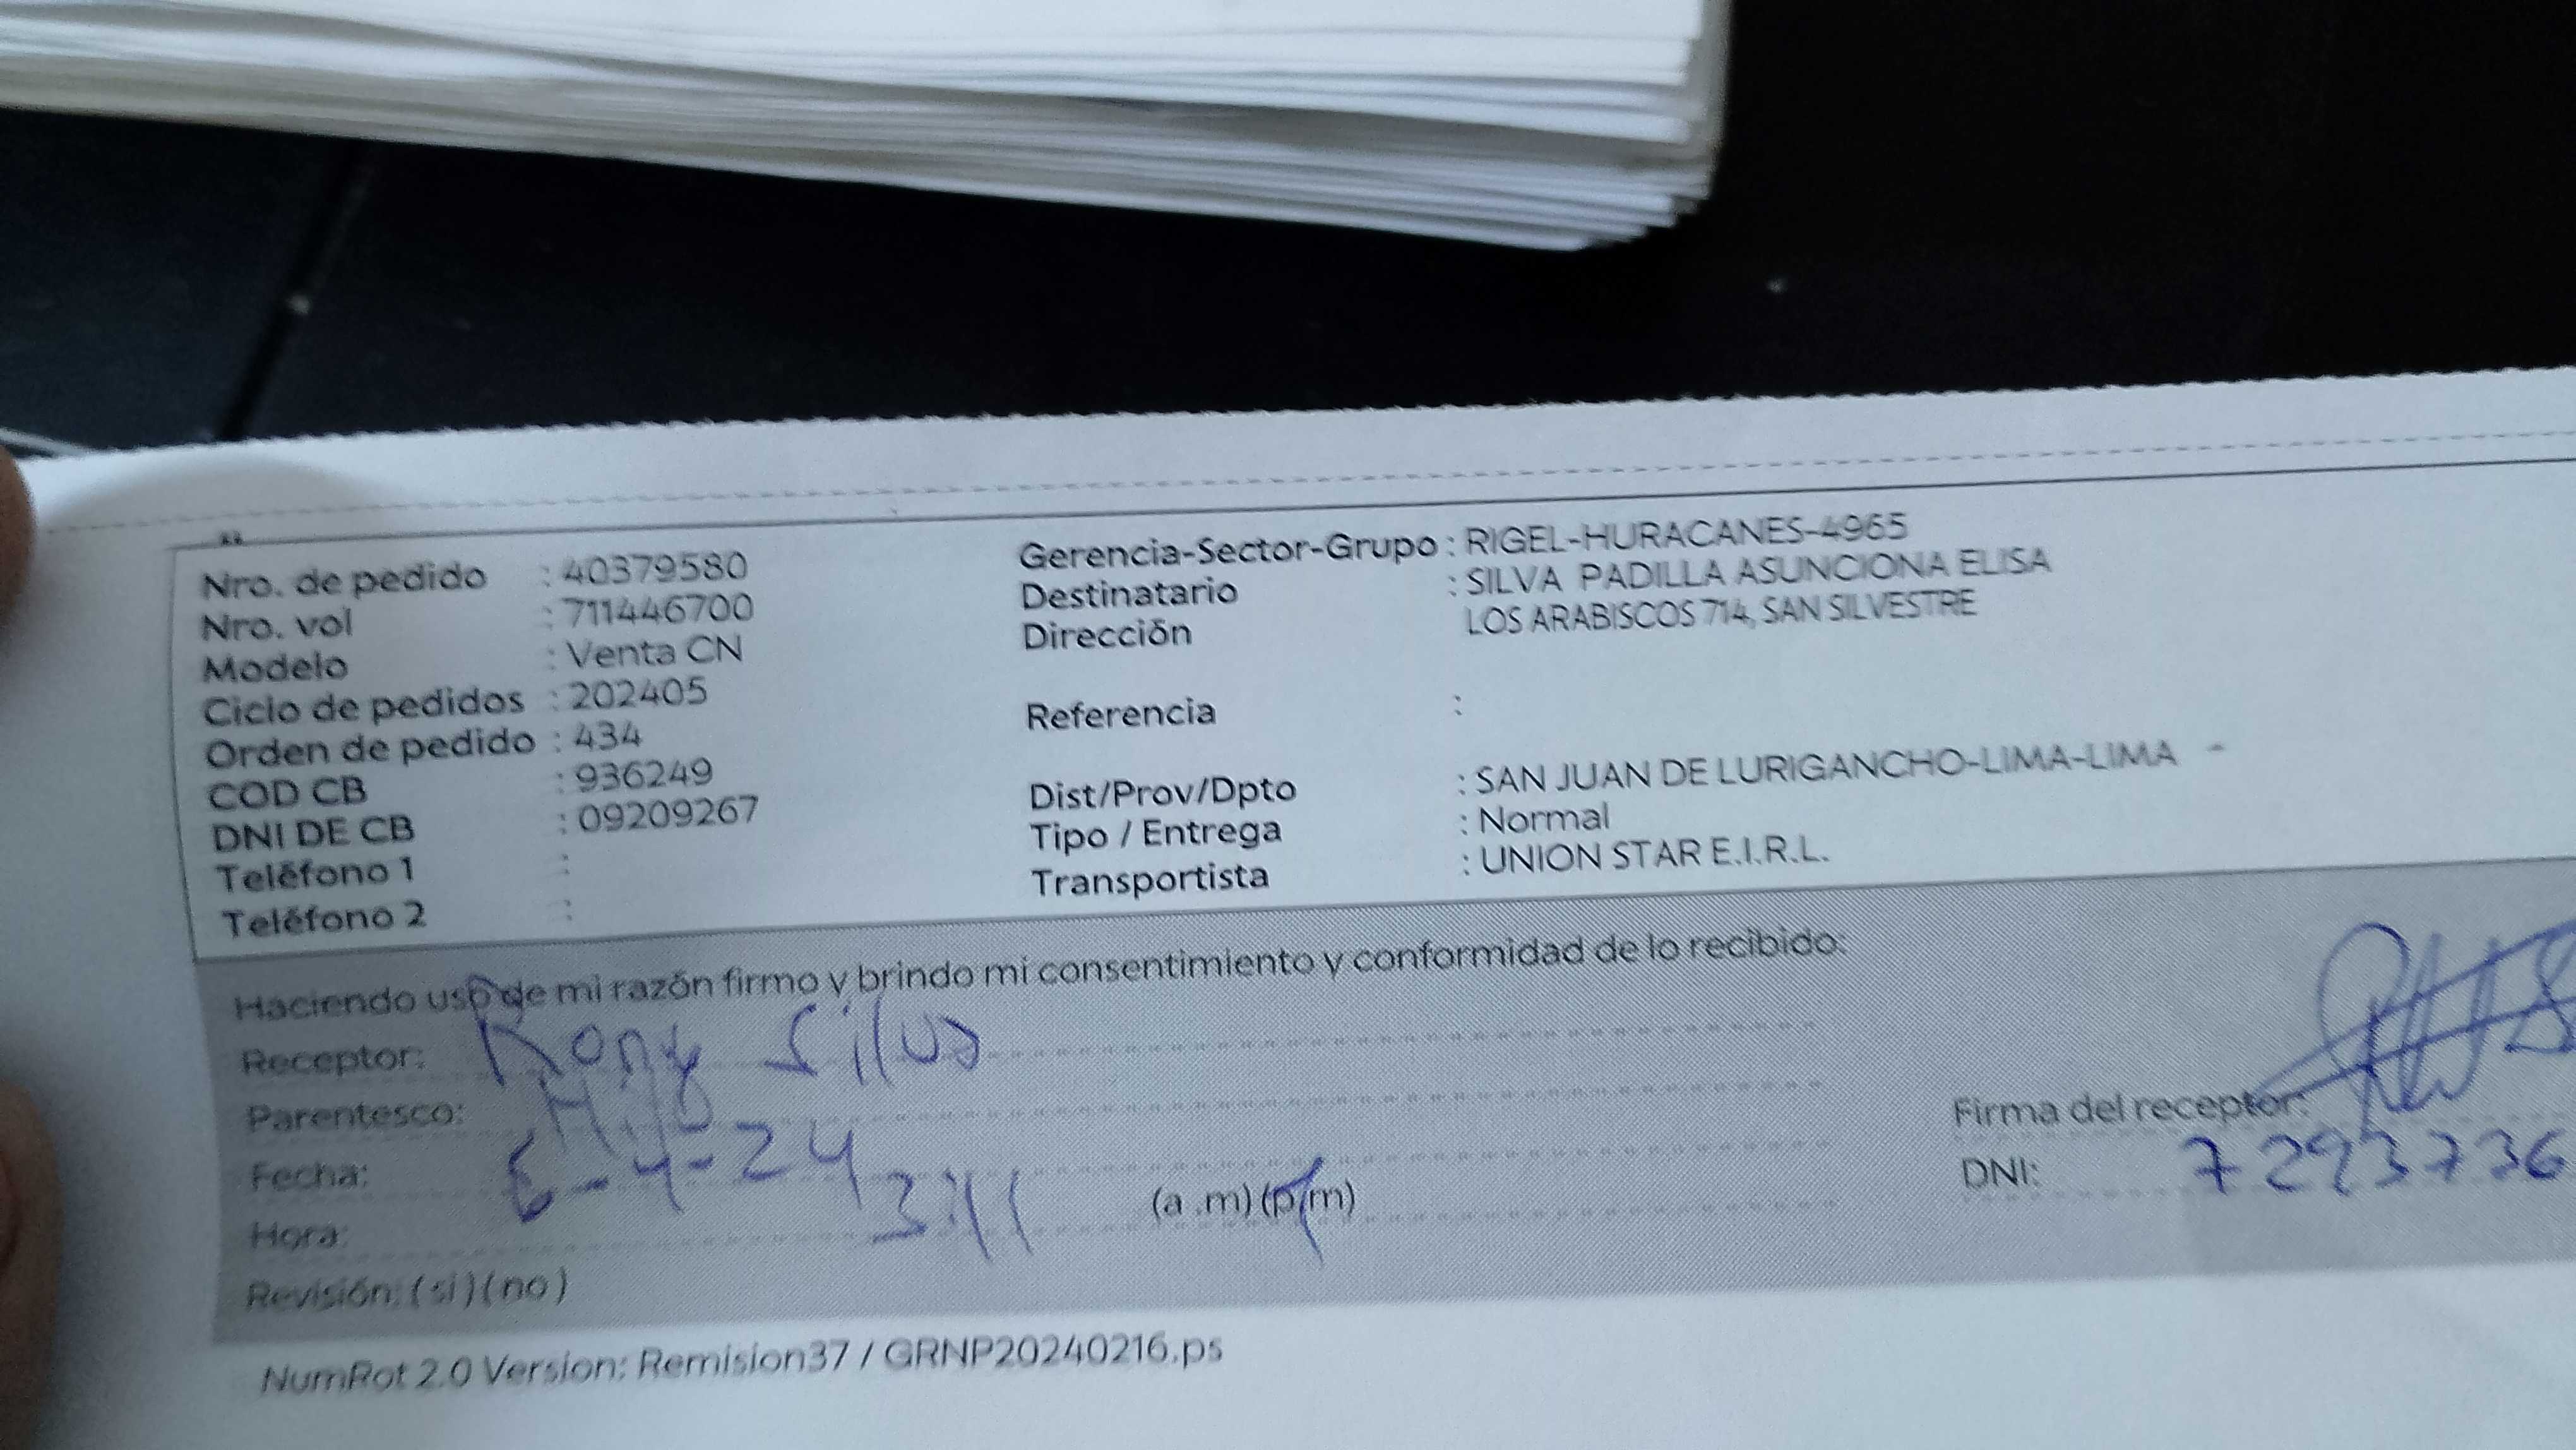 Nro. de pedido : 40379580
Nro. vol : 711446700
Modelo : Venta CN
Ciclo de pedidos : 202405
Orden de pedido : 434
COD CB : 936249
DNI DE CB : 09209267
Teléfono 1 :
Teléfono 2 :
Gerencia-Sector-Grupo : RIGEL-HURACANES-4965
Destinatario : SILVA PADILLA ASUNCIONA ELISA
Dirección LOS ARABISCOS 714, SAN SILVESTRE
Referencia :
Dist/Prov/Dpto : SAN JUAN DE LURIGANCHO-LIMA-LIMA -
Tipo / Entrega : Normal
Transportista : UNION STAR E.I.R.L.
Haciendo uso de mi razón firmo y brindo mi consentimiento y conformidad de lo recibido:
Receptor: Rony Silva
Parentesco: Hijo
Fecha: 6-4-24
Hora: 3:11 (a .m) (p.m)
Revisión: (si) (no)
Firma del receptor:
DNI: 7293736
NumRot 2.0 Version: Remision37 / GRNP20240216.ps